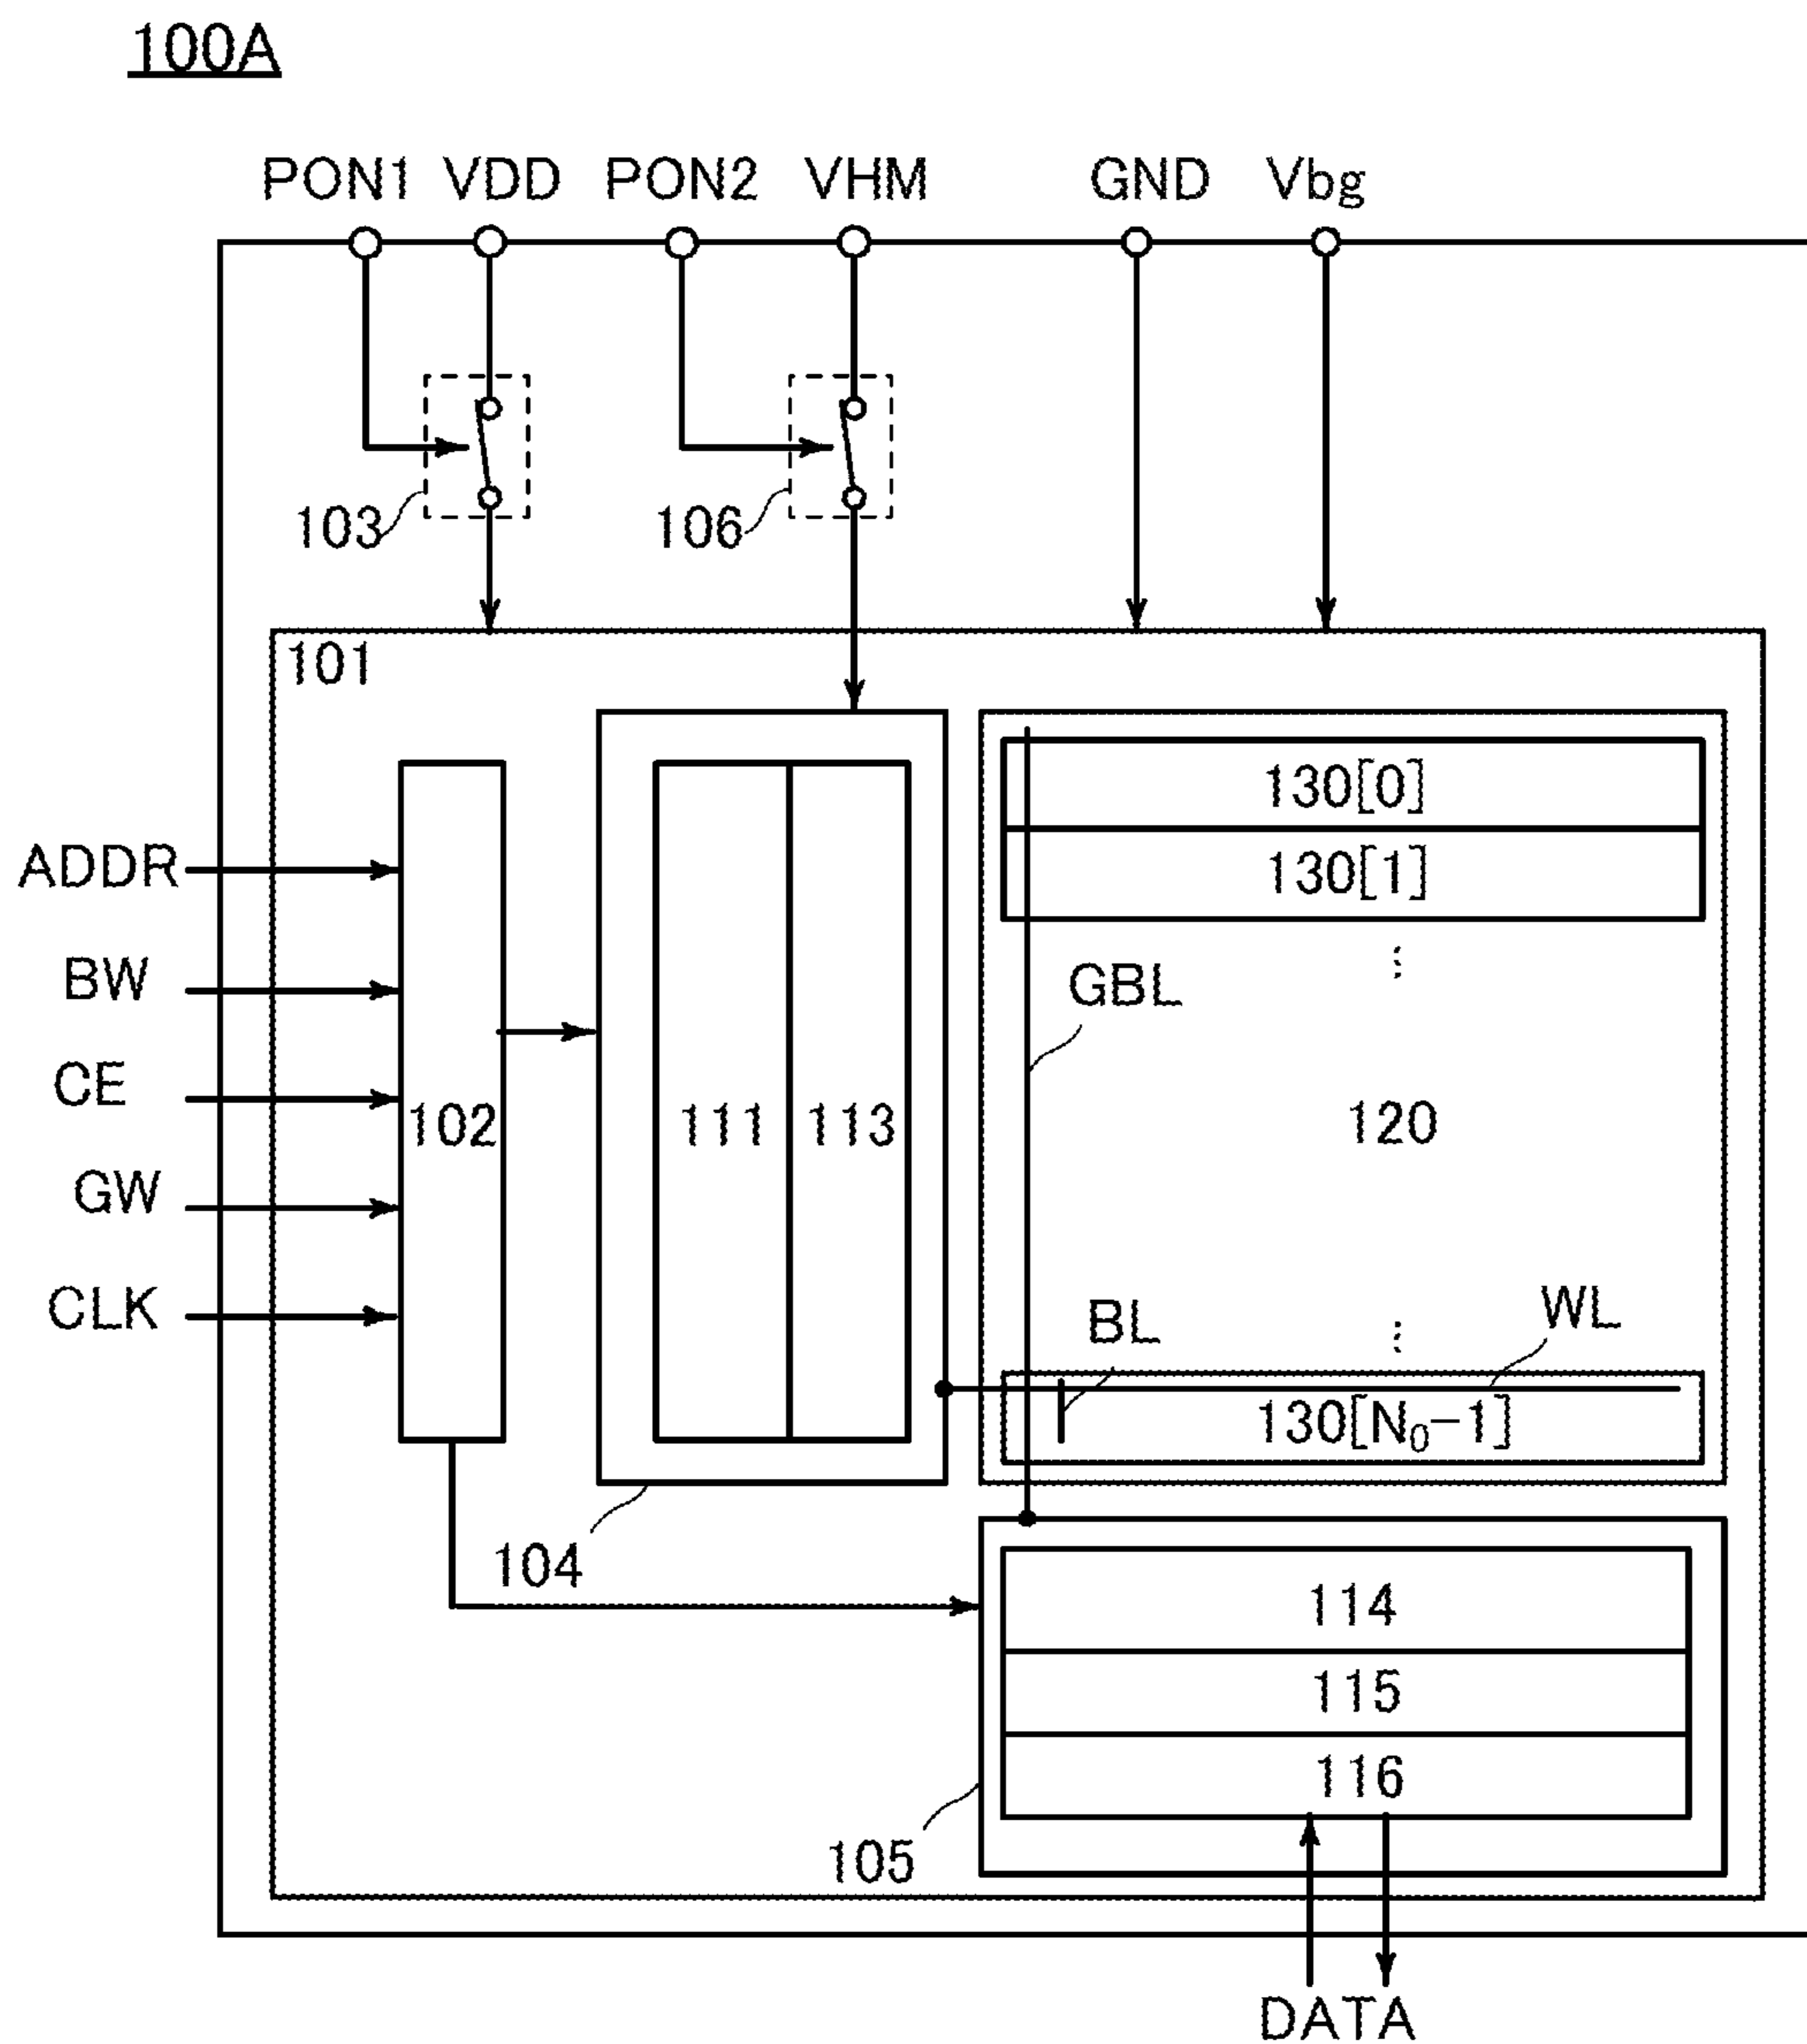 100A
PON1 VDD PON2 VHM GND Vbg
103
106
101
130[0]
130[1]
ADDR
BW
GBL
CE
102
111
113
120
GW
CLK
BL
WL
130[N₀-1]
104
114
115
116
105
DATA